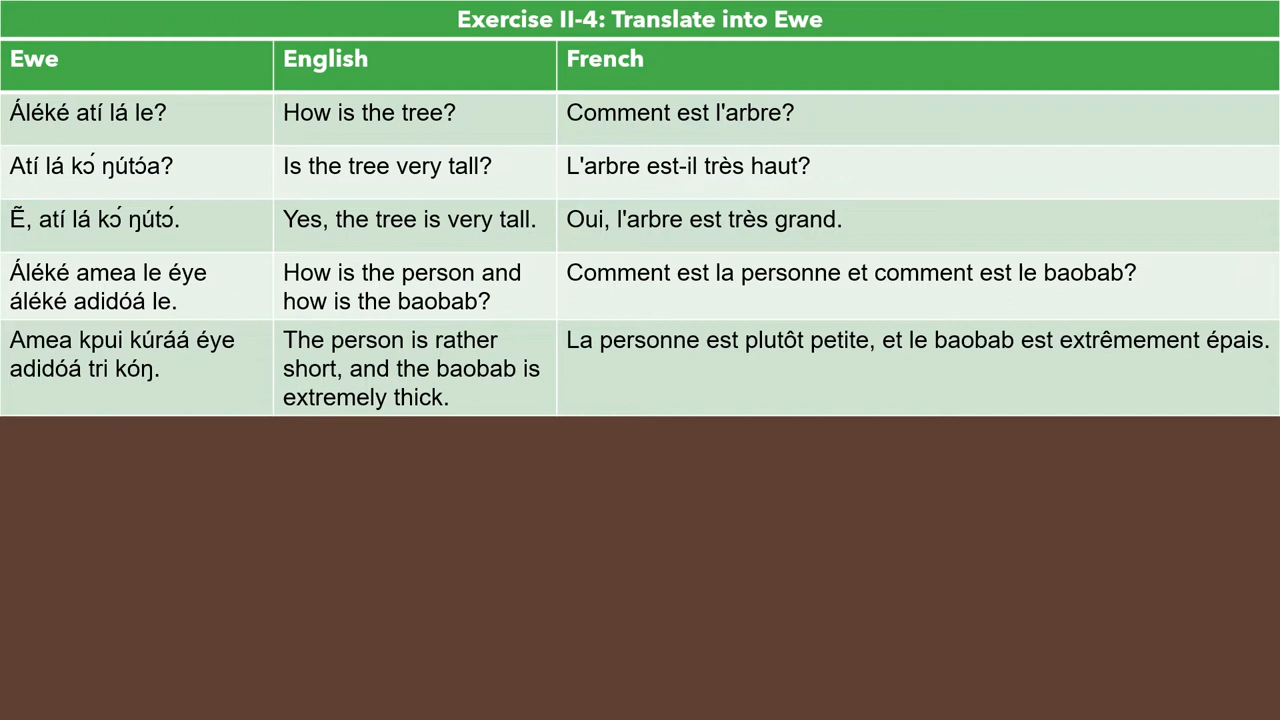 Exercise II-4: Translate into Ewe
Ewe English French
Áléké atí lá le? How is the tree? Comment est l'arbre?
Atí lá kɔ́ ŋútɔ́a? Is the tree very tall? L'arbre est-il très haut?
Ẽ, atí lá kɔ́ ŋútɔ́. Yes, the tree is very tall. Oui, l'arbre est très grand.
Áléké amea le éye
áléké adidóá le.
How is the person and
how is the baobab?
Comment est la personne et comment est le baobab?
Amea kpui kúráá éye
adidóá tri kóŋ.
The person is rather
short, and the baobab is
extremely thick.
La personne est plutôt petite, et le baobab est extrêmement épais.